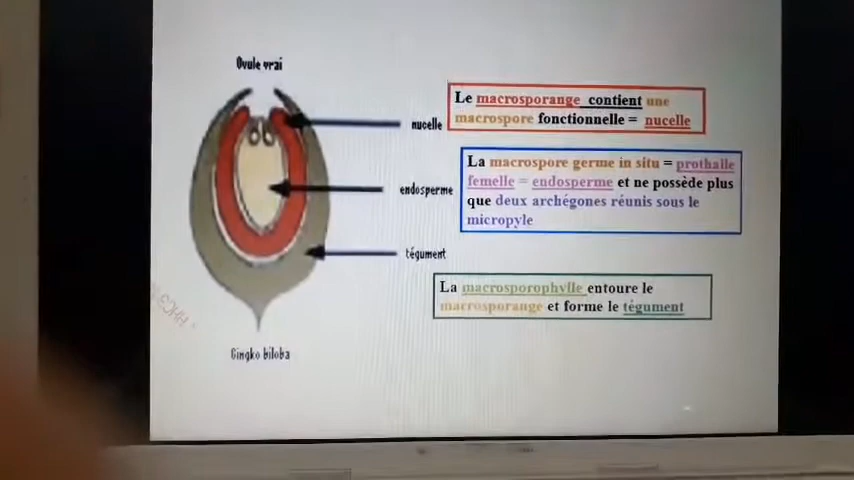 Ovule vrai
nucelle
endosperme
tégument
Gingko biloba
Le macrosporange contient une
macrospore fonctionnelle = nucelle
La macrospore germe in situ = prothalle
femelle = endosperme et ne possède plus
que deux archégones réunis sous le
micropyle
La macrosporophylle entoure le
macrosporange et forme le tégument